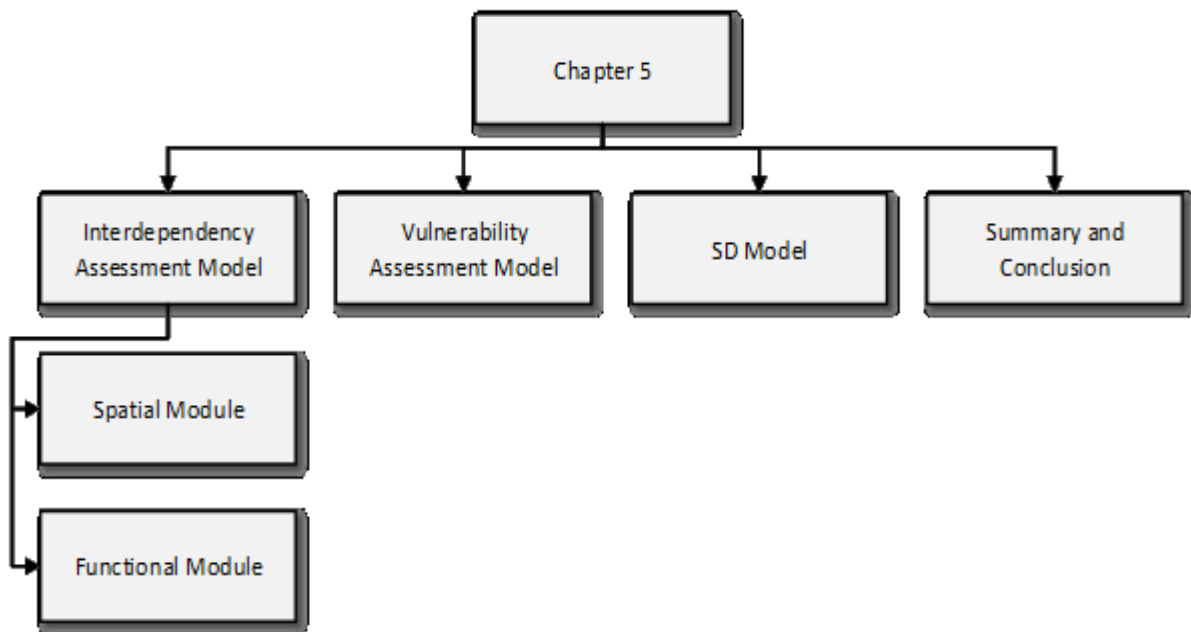 Chapter 5
Interdependency
Assessment Model
Vulnerability
Assessment Model
SD Model
Summary and
Conclusion
Spatial Module
Functional Module